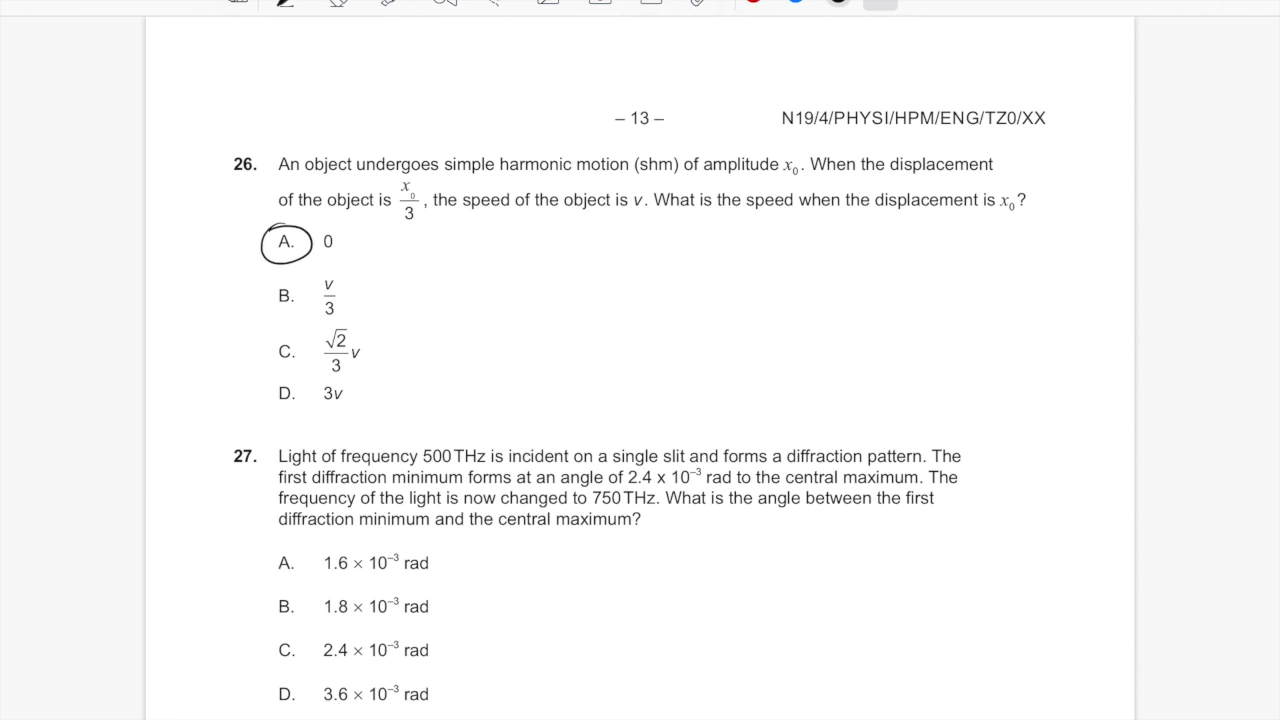 – 13 –
N19/4/PHYSI/HPM/ENG/TZ0/XX
26. An object undergoes simple harmonic motion (shm) of amplitude x₀. When the displacement
of the object is x₀/3, the speed of the object is v. What is the speed when the displacement is x₀?
A. 0
B. v/3
C. √2/3 v
D. 3v
27. Light of frequency 500 THz is incident on a single slit and forms a diffraction pattern. The
first diffraction minimum forms at an angle of 2.4 x 10⁻³ rad to the central maximum. The
frequency of the light is now changed to 750 THz. What is the angle between the first
diffraction minimum and the central maximum?
A. 1.6 × 10⁻³ rad
B. 1.8 × 10⁻³ rad
C. 2.4 × 10⁻³ rad
D. 3.6 × 10⁻³ rad